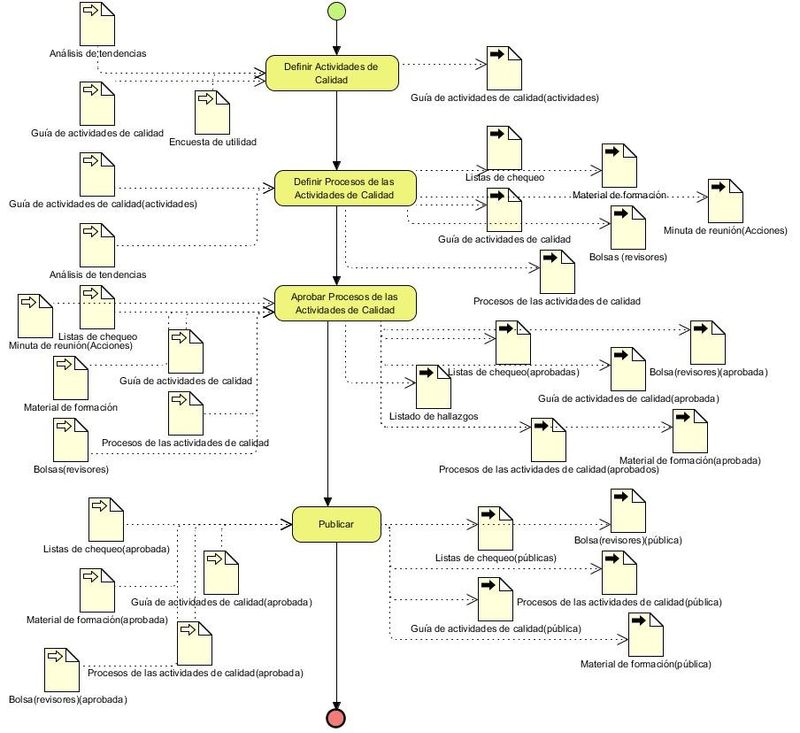 Análisis de tendencias
Definir Actividades de
Calidad
Guía de actividades de calidad(actividades)
Guía de actividades de calidad
Encuesta de utilidad
Listas de chequeo
Definir Procesos de las
Actividades de Calidad
Material de formación
Guía de actividades de calidad(actividades)
Minuta de reunión(Acciones)
Guía de actividades de calidad
Bolsas (revisores)
Análisis de tendencias
Procesos de las actividades de calidad
Aprobar Procesos de las
Actividades de Calidad
Listas de chequeo
Minuta de reunión(Acciones)
Listas de chequeo(aprobadas)
Bolsa(revisores)(aprobada)
Guía de actividades de calidad
Guía de actividades de calidad(aprobada)
Material de formación
Listado de hallazgos
Procesos de las actividades de calidad
Material de formación(aprobada)
Bolsas(revisores)
Procesos de las actividades de calidad(aprobados)
Publicar
Listas de chequeo(aprobada)
Bolsa(revisores)(pública)
Listas de chequeo(públicas)
Guía de actividades de calidad(aprobada)
Procesos de las actividades de calidad(pública)
Material de formación(aprobada)
Guía de actividades de calidad(pública)
Procesos de las actividades de calidad(aprobada)
Material de formación(pública)
Bolsa(revisores)(aprobada)